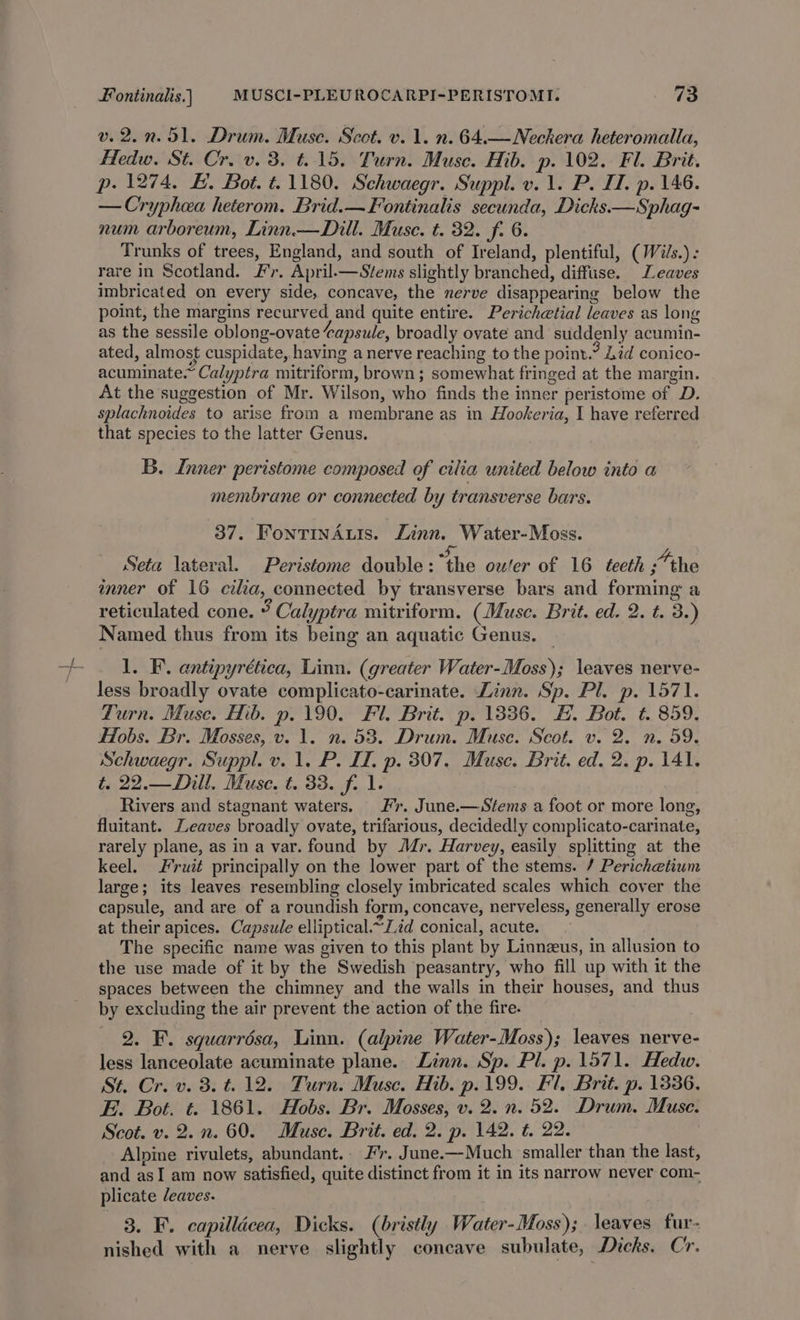 Fontinalis.] MUSCI-PLEUROCARPI-PERISTOMI. 73
v. 2. n. 51. Drum. Musc. Scot. v. 1. n. 64.—Neckera heteromalla,
Hedw. St. Cr. v. 3. t. 15. Turn. Musc. Hib. p. 102. Fl. Brit.
p. 1274. E. Bot. t. 1180. Schwaegr. Suppl. v. 1. P. II. p. 146.
—Cryphæa heterom. Brid.—Fontinalis secunda, Dicks.—Sphag-
num arboreum, Linn.—Dill. Musc. t. 32. f. 6.
Trunks of trees, England, and south of Ireland, plentiful, (Wils.):
rare in Scotland. Fr. April.—Stems slightly branched, diffuse. Leaves
imbricated on every side, concave, the nerve disappearing below the
point, the margins recurved and quite entire. Perichætial leaves as long
as the sessile oblong-ovate capsule, broadly ovate and suddenly acumin-
ated, almost cuspidate, having a nerve reaching to the point. Lid conico-
acuminate. Calyptra mitriform, brown; somewhat fringed at the margin.
At the suggestion of Mr. Wilson, who finds the inner peristome of D.
splachnoides to arise from a membrane as in Hookeria, I have referred
that species to the latter Genus.
B. Inner peristome composed of cilia united below into a
membrane or connected by transverse bars.
37. FONTINÁLIS. Linn. Water-Moss.
Seta lateral. Peristome double: the outer of 16 teeth; the
inner of 16 cilia, connected by transverse bars and forming a
reticulated cone. Calyptra mitriform. (Musc. Brit. ed. 2. t. 3.)
Named thus from its being an aquatic Genus.
1. F. antipyrética, Linn. (greater Water-Moss); leaves nerve-
less broadly ovate complicato-carinate. Linn. Sp. Pl. p. 1571.
Turn. Musc. Hib. p. 190. Fl. Brit. p. 1336. E. Bot. t. 859.
Hobs. Br. Mosses, v. 1. n. 53. Drum. Musc. Scot. v. 2. n. 59.
Schwaegr. Suppl. v. 1. P. II. p. 307. Musc. Brit. ed. 2. p. 141.
t. 22.—Dill. Musc. t. 33. f. 1.
Rivers and stagnant waters. Fr. June.—Stems a foot or more long,
fluitant. Leaves broadly ovate, trifarious, decidedly complicato-carinate,
rarely plane, as in a var. found by Mr. Harvey, easily splitting at the
keel. Fruit principally on the lower part of the stems. Perichætium
large; its leaves resembling closely imbricated scales which cover the
capsule, and are of a roundish form, concave, nerveless, generally erose
at their apices. Capsule elliptical. Lid conical, acute.
The specific name was given to this plant by Linnæus, in allusion to
the use made of it by the Swedish peasantry, who fill up with it the
spaces between the chimney and the walls in their houses, and thus
by excluding the air prevent the action of the fire.
2. F. squarrósa, Linn. (alpine Water-Moss); leaves nerve-
less lanceolate acuminate plane. Linn. Sp. Pl. p. 1571. Hedw.
St. Cr. v. 3. t. 12. Turn. Musc. Hib. p. 199. Fl. Brit. p. 1336.
E. Bot. t. 1861. Hobs. Br. Mosses, v. 2. n. 52. Drum. Musc.
Scot. v. 2. n. 60. Musc. Brit. ed. 2. p. 142. t. 22.
Alpine rivulets, abundant. Fr. June.—Much smaller than the last,
and as I am now satisfied, quite distinct from it in its narrow never com-
plicate leaves.
3. F. capillácea, Dicks. (bristly Water-Moss); leaves fur-
nished with a nerve slightly concave subulate, Dicks. Cr.